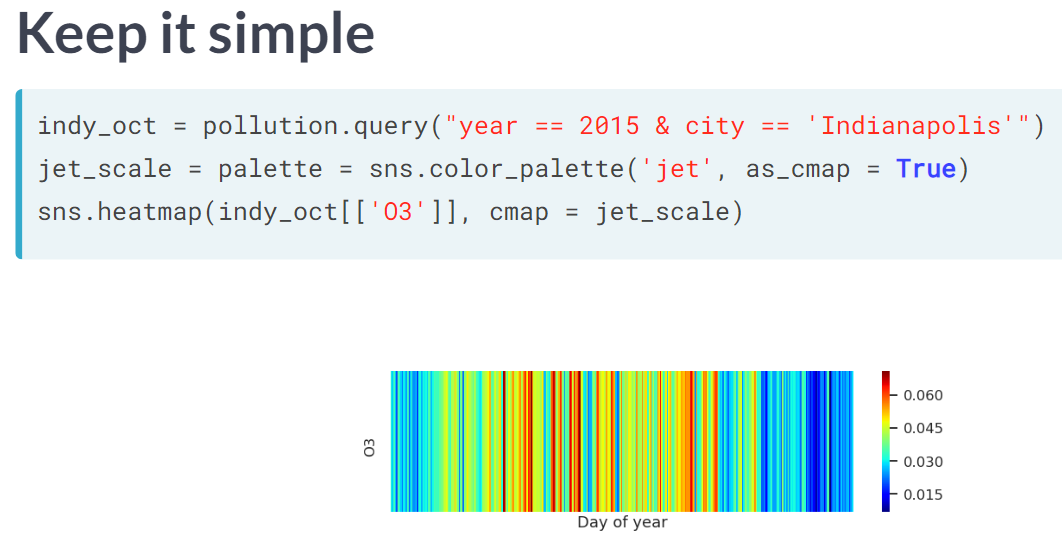 Keep it simple
indy_oct = pollution.query("year == 2015 & city == 'Indianapolis'")
jet_scale = palette = sns.color_palette('jet', as_cmap = True)
sns.heatmap(indy_oct[['O3']], cmap = jet_scale)
O3
0.060
0.045
0.030
0.015
Day of year